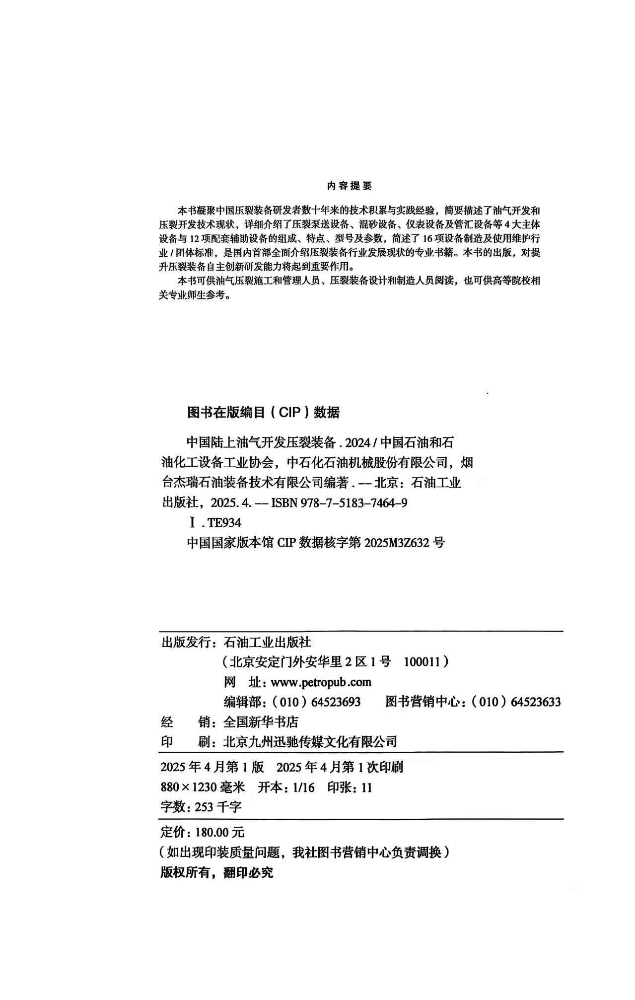 内容提要
本书凝聚中国压裂装备研发者数十年来的技术积累与实践经验，简要描述了油气开发和
压裂开发技术现状，详细介绍了压裂泵送设备、混砂设备、仪表设备及管汇设备等 4 大主体
设备与 12 项配套辅助设备的组成、特点、型号及参数，简述了 16 项设备制造及使用维护行
业 / 团体标准，是国内首部全面介绍压裂装备行业发展现状的专业书籍。本书的出版，对提
升压裂装备自主创新研发能力将起到重要作用。
本书可供油气压裂施工和管理人员、压裂装备设计和制造人员阅读，也可供高等院校相
关专业师生参考。
图书在版编目（CIP）数据
中国陆上油气开发压裂装备 . 2024 / 中国石油和石
油化工设备工业协会，中石化石油机械股份有限公司，烟
台杰瑞石油装备技术有限公司编著 . -- 北京：石油工业
出版社，2025. 4. -- ISBN 978-7-5183-7464-9
Ⅰ . TE934
中国国家版本馆 CIP 数据核字第 2025M3Z632 号
出版发行：石油工业出版社
（北京安定门外安华里 2 区 1 号　100011）
网　址：www.petropub.com
编辑部：（010）64523693　图书营销中心：（010）64523633
经　　销：全国新华书店
印　　刷：北京九州迅驰传媒文化有限公司
2025 年 4 月第 1 版　2025 年 4 月第 1 次印刷
880 × 1230 毫米　开本：1/16　印张：11
字数：253 千字
定价：180.00 元
（如出现印装质量问题，我社图书营销中心负责调换）
版权所有，翻印必究